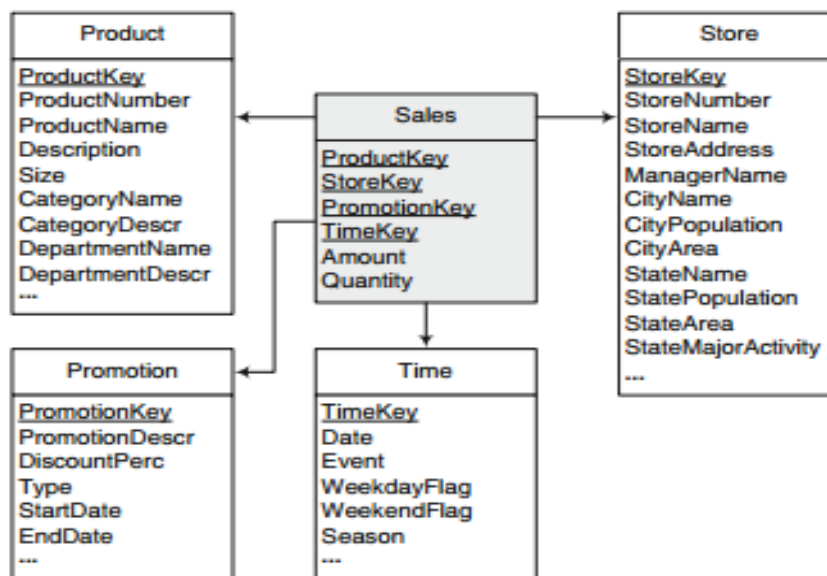 Product
ProductKey
ProductNumber
ProductName
Description
Size
CategoryName
CategoryDescr
DepartmentName
DepartmentDescr
...
Sales
ProductKey
StoreKey
PromotionKey
TimeKey
Amount
Quantity
Store
StoreKey
StoreNumber
StoreName
StoreAddress
ManagerName
CityName
CityPopulation
CityArea
StateName
StatePopulation
StateArea
StateMajorActivity
...
Promotion
PromotionKey
PromotionDescr
DiscountPerc
Type
StartDate
EndDate
...
Time
TimeKey
Date
Event
WeekdayFlag
WeekendFlag
Season
...